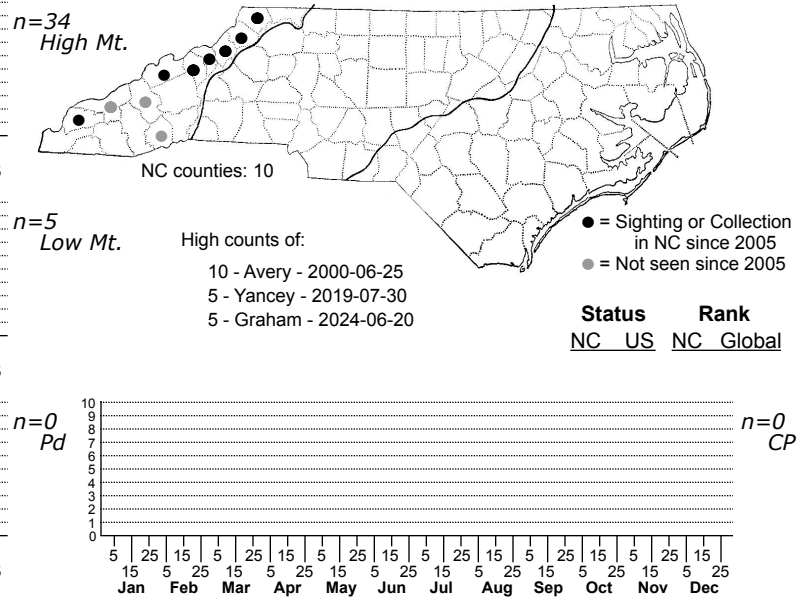 n=34
High Mt.
NC counties: 10
n=5
Low Mt.
High counts of:
10 - Avery - 2000-06-25
5 - Yancey - 2019-07-30
5 - Graham - 2024-06-20
= Sighting or Collection
in NC since 2005
= Not seen since 2005
Status Rank
NC US NC Global
n=0
Pd
10
9
8
7
6
5
4
3
2
1
0
n=0
CP
5 25 15 5 25 15 5 25 15 5 25 15 5 25 15 5 25 15
15 5 25 15 5 25 15 5 25 15 5 25 15 5 25 15 5 25
Jan Feb Mar Apr May Jun Jul Aug Sep Oct Nov Dec